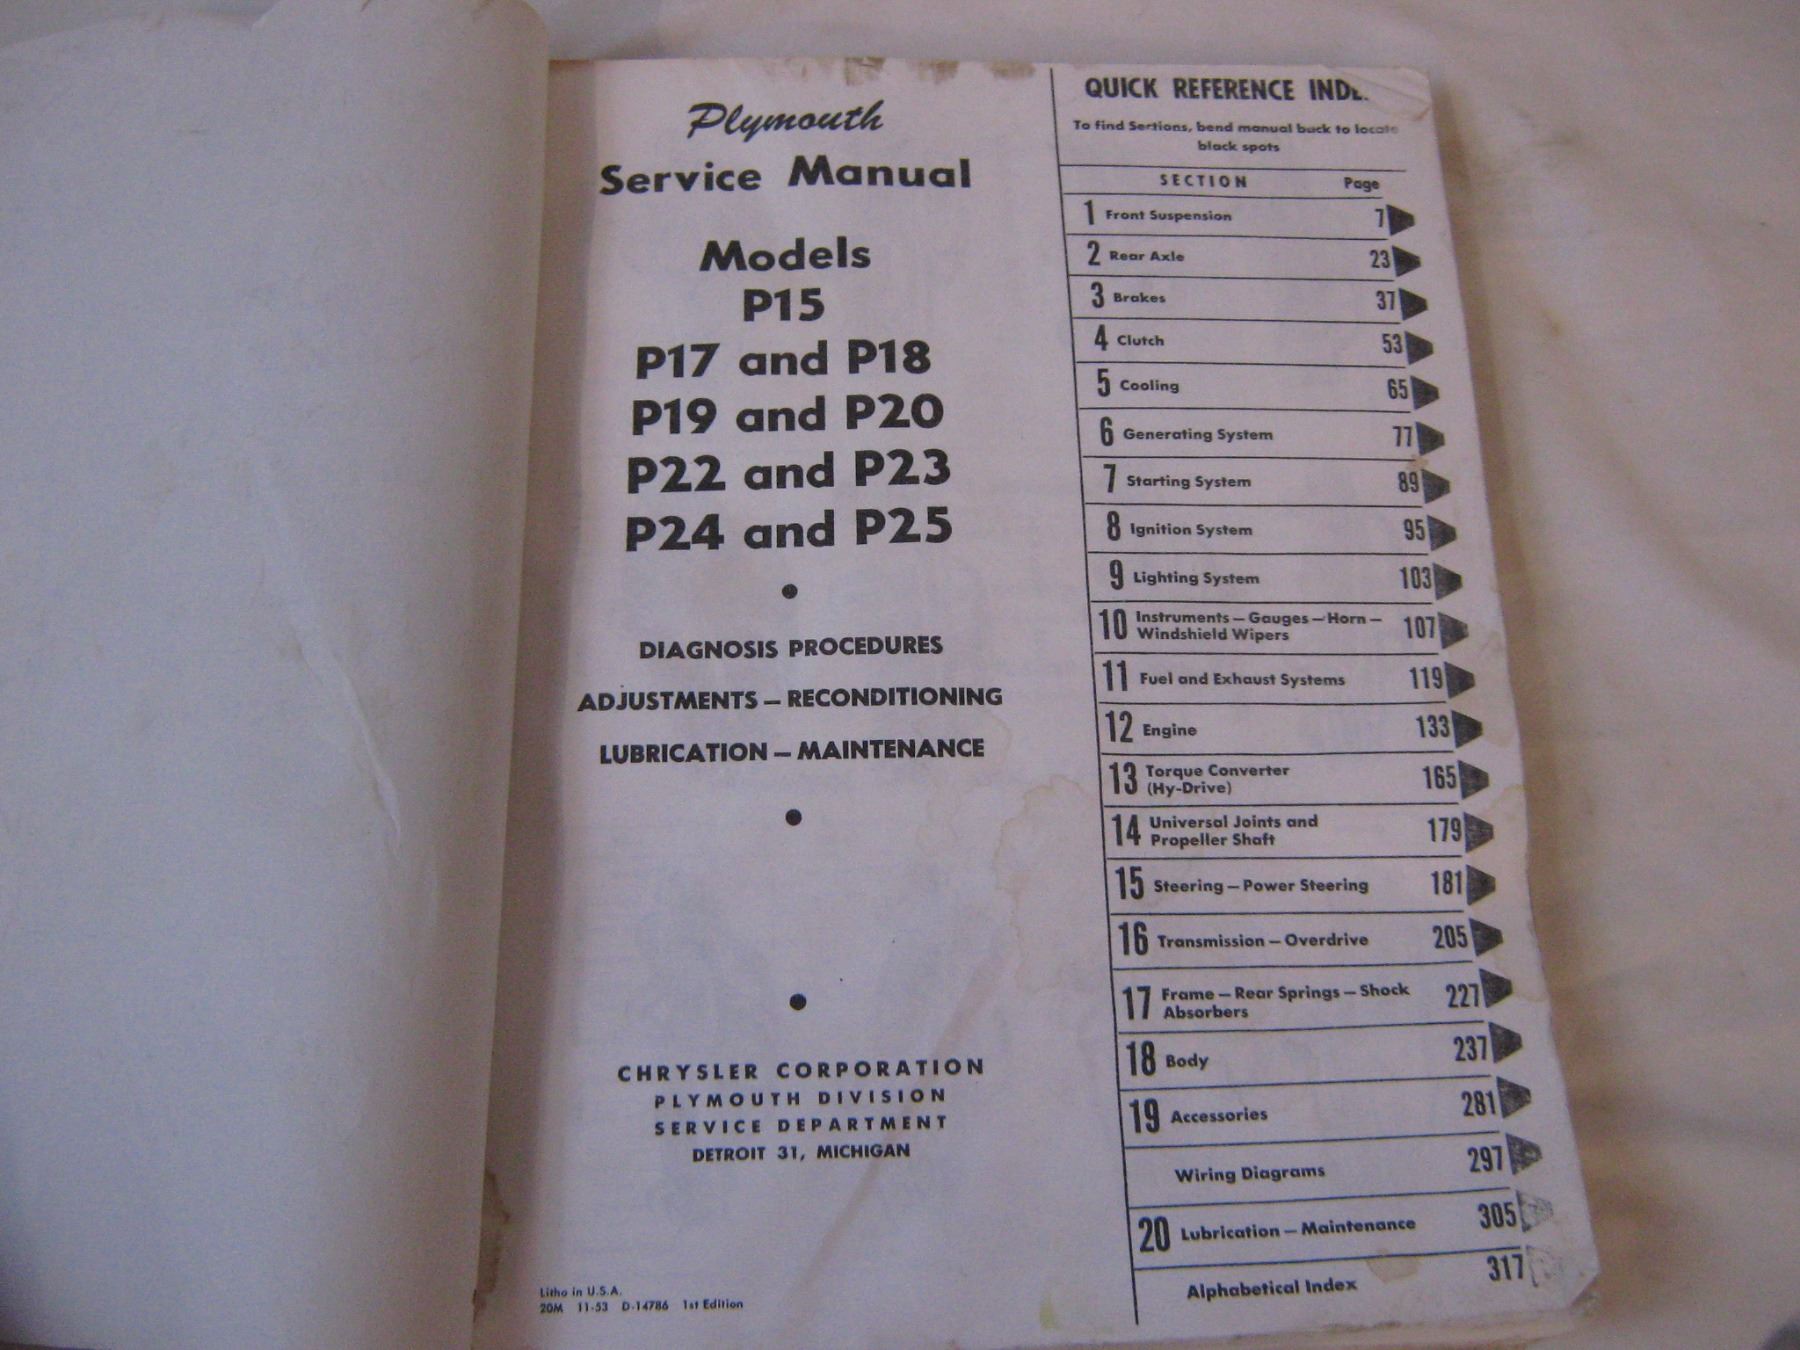 Plymouth
Service Manual
Models
P15
P17 and P18
P19 and P20
P22 and P23
P24 and P25
DIAGNOSIS PROCEDURES
ADJUSTMENTS – RECONDITIONING
LUBRICATION – MAINTENANCE
CHRYSLER CORPORATION
PLYMOUTH DIVISION
SERVICE DEPARTMENT
DETROIT 31, MICHIGAN
Litho in U.S.A.
20M 11-53 D-14786 1st Edition
QUICK REFERENCE INDE
To find Sections, bend manual back to locate
black spots
SECTION Page
1 Front Suspension 7
2 Rear Axle 23
3 Brakes 37
4 Clutch 53
5 Cooling 65
6 Generating System 77
7 Starting System 89
8 Ignition System 95
9 Lighting System 103
10 Instruments – Gauges – Horn –
Windshield Wipers 107
11 Fuel and Exhaust Systems 119
12 Engine 133
13 Torque Converter
(Hy-Drive) 165
14 Universal Joints and
Propeller Shaft 179
15 Steering – Power Steering 181
16 Transmission – Overdrive 205
17 Frame – Rear Springs – Shock
Absorbers 227
18 Body 237
19 Accessories 281
Wiring Diagrams 297
20 Lubrication – Maintenance 305
Alphabetical Index 317